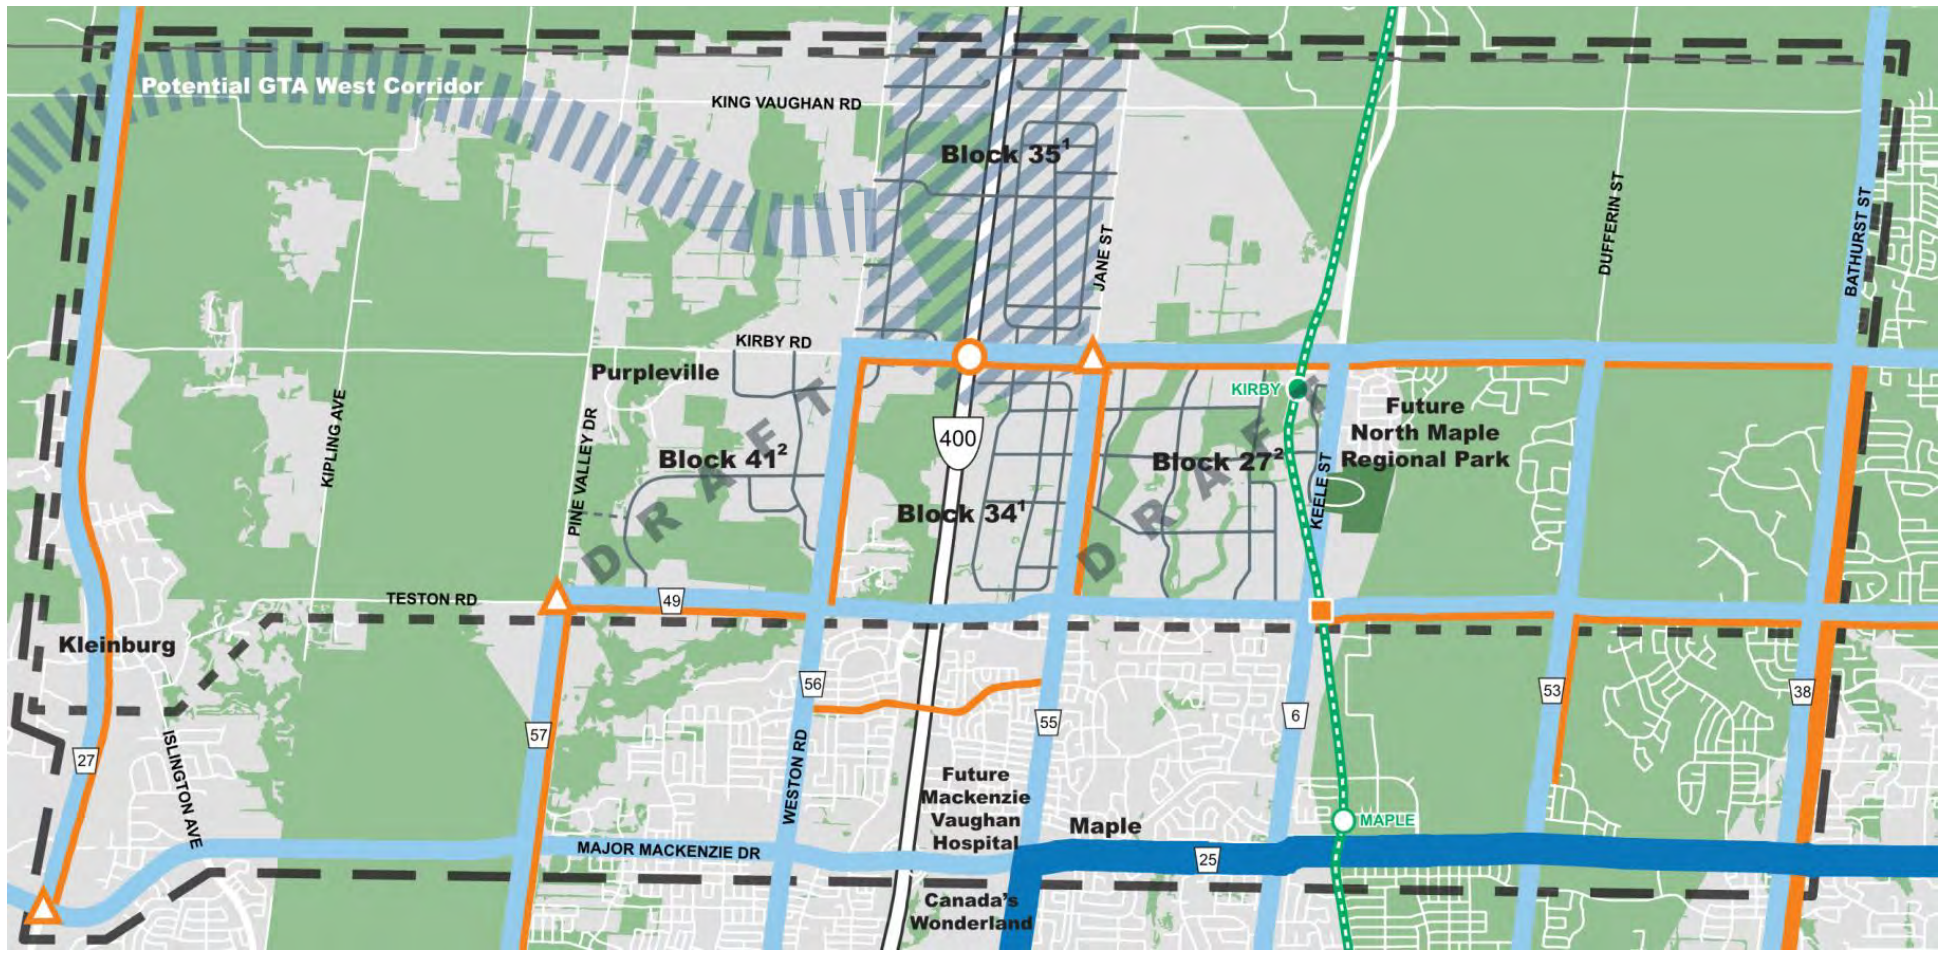 Potential GTA West Corridor
KING VAUGHAN RD
Block 35¹
JANE ST
DUFFERIN ST
BATHURST ST
KIRBY RD
Purpleville
KIPLING AVE
PINE VALLEY DR
DRAFT
Block 41²
400
Block 34¹
KIRBY
DRAFT
Block 27²
KEELE ST
Future
North Maple
Regional Park
TESTON RD
49
Kleinburg
27
ISLINGTON AVE
57
56
WESTON RD
55
6
53
38
Future
Mackenzie
Vaughan
Hospital
Maple
MAPLE
MAJOR MACKENZIE DR
25
Canada's
Wonderland